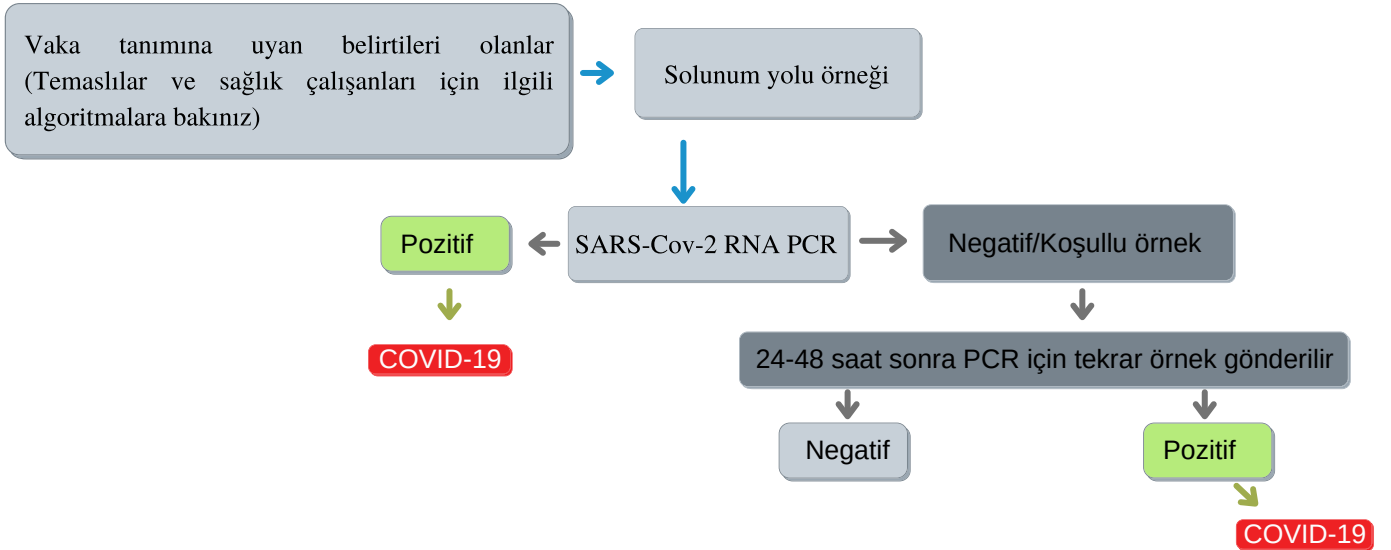 Vaka tanımına uyan belirtileri olanlar
(Temaslılar ve sağlık çalışanları için ilgili
algoritmalara bakınız)
Solunum yolu örneği
Pozitif
SARS-Cov-2 RNA PCR
Negatif/Koşullu örnek
COVID-19
24-48 saat sonra PCR için tekrar örnek gönderilir
Negatif
Pozitif
COVID-19